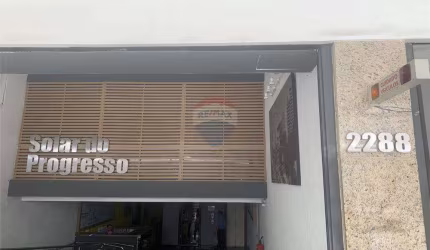 Solar do
Progresso
2288
RE/MAX